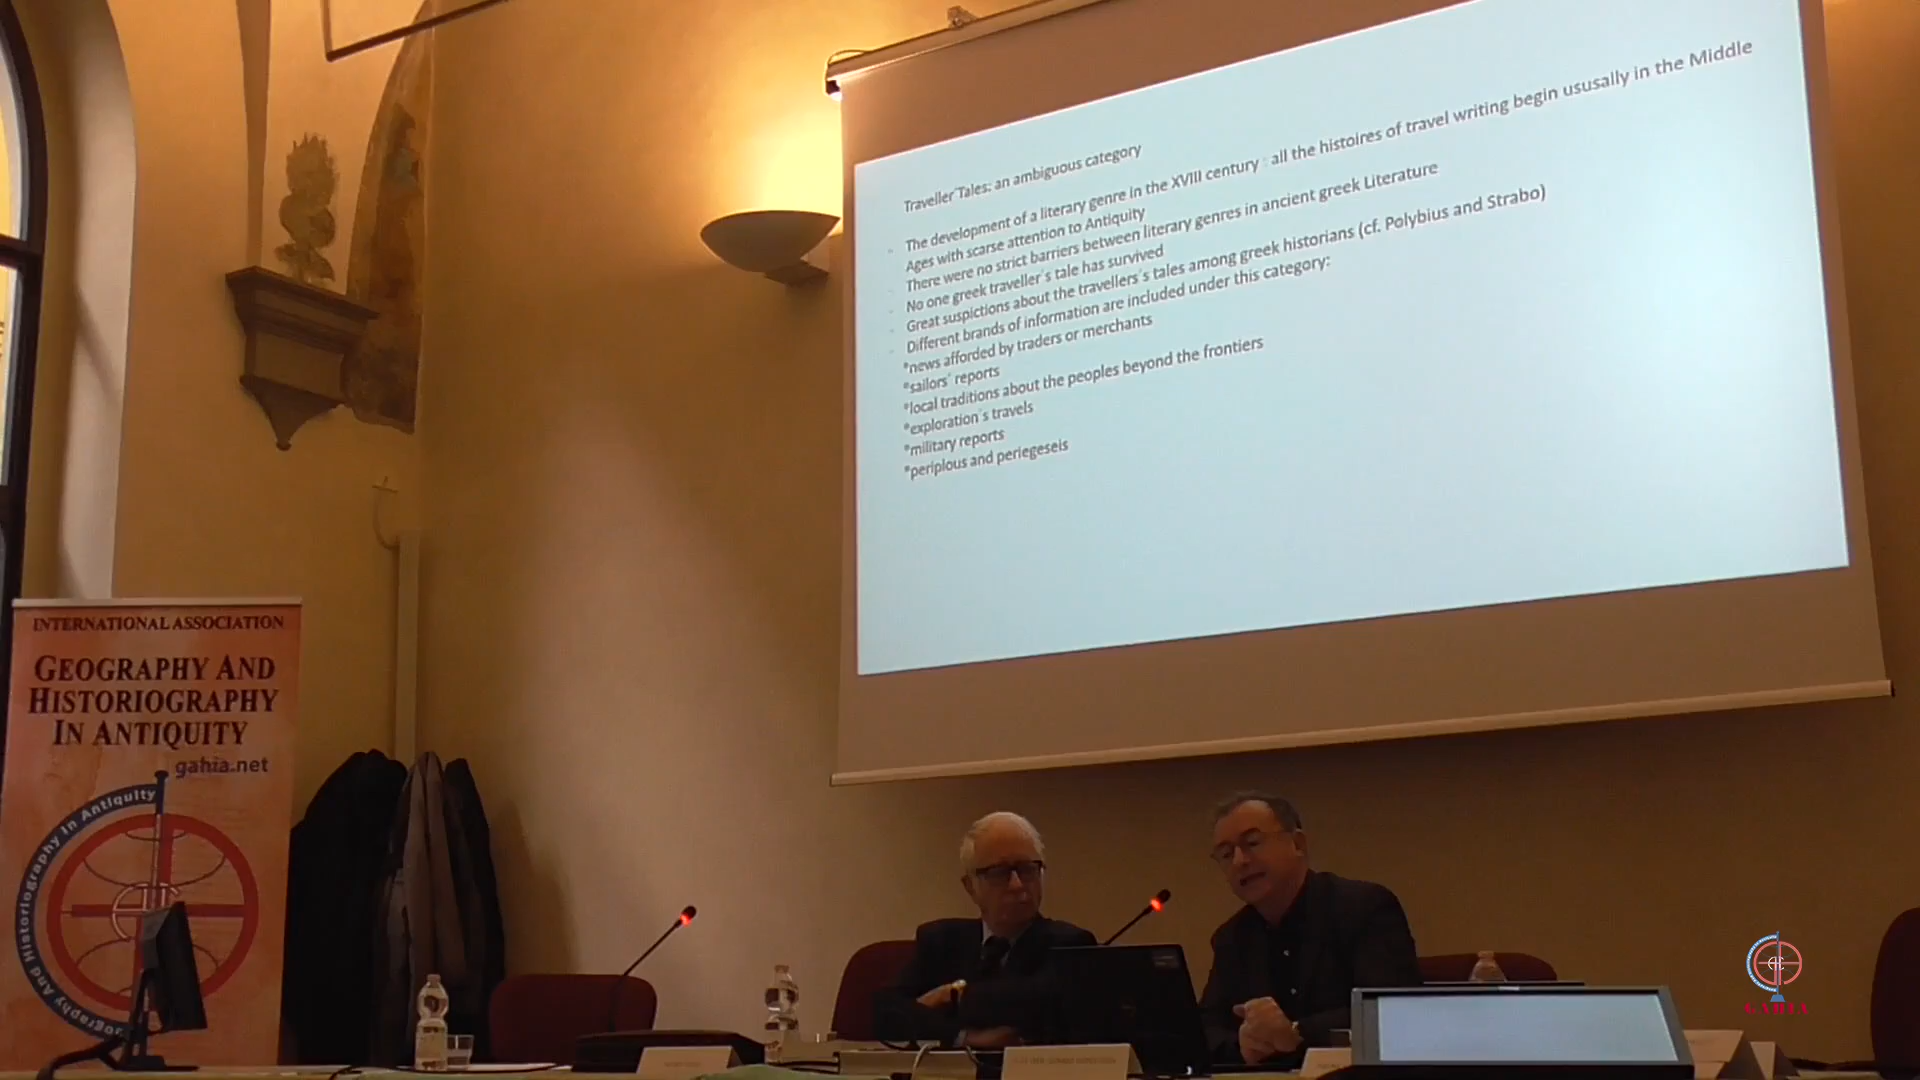 Traveller´Tales: an ambiguous category
- The development of a literary genre in the XVIII century : all the histoires of travel writing begin ususally in the Middle
Ages with scarse attention to Antiquity
- There were no strict barriers between literary genres in ancient greek Literature
- No one greek traveller´s tale has survived
- Great suspictions about the travellers´s tales among greek historians (cf. Polybius and Strabo)
- Different brands of information are included under this category:
*news afforded by traders or merchants
*sailors´ reports
*local traditions about the peoples beyond the frontiers
*exploration´s travels
*military reports
*periplous and periegeseis
INTERNATIONAL ASSOCIATION
GEOGRAPHY AND
HISTORIOGRAPHY
IN ANTIQUITY
gahia.net
Geography And Historiography In Antiquity
GAHIA